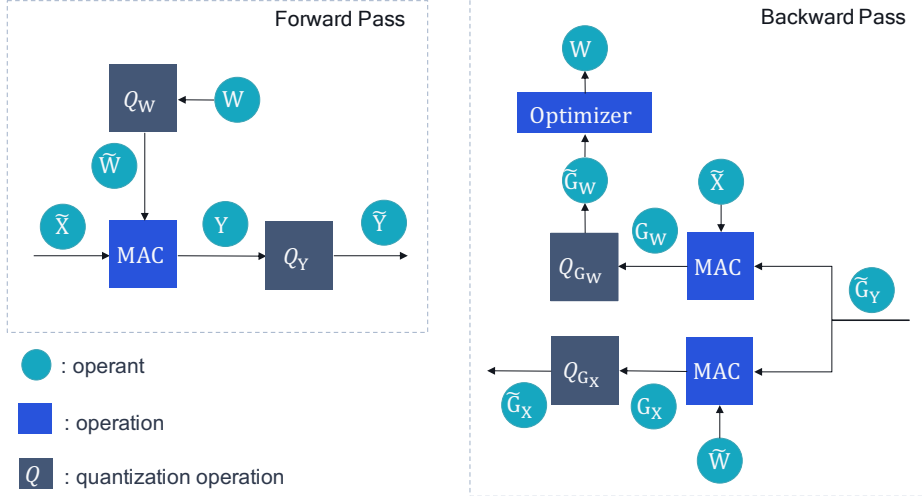 Forward Pass
Q_W
W
W̃
X̃
MAC
Y
Q_Y
Ỹ
: operant
: operation
Q : quantization operation
Backward Pass
W
Optimizer
G̃_W
X̃
Q_{G_W}
G_W
MAC
G̃_Y
Q_{G_X}
MAC
G̃_X
G_X
W̃